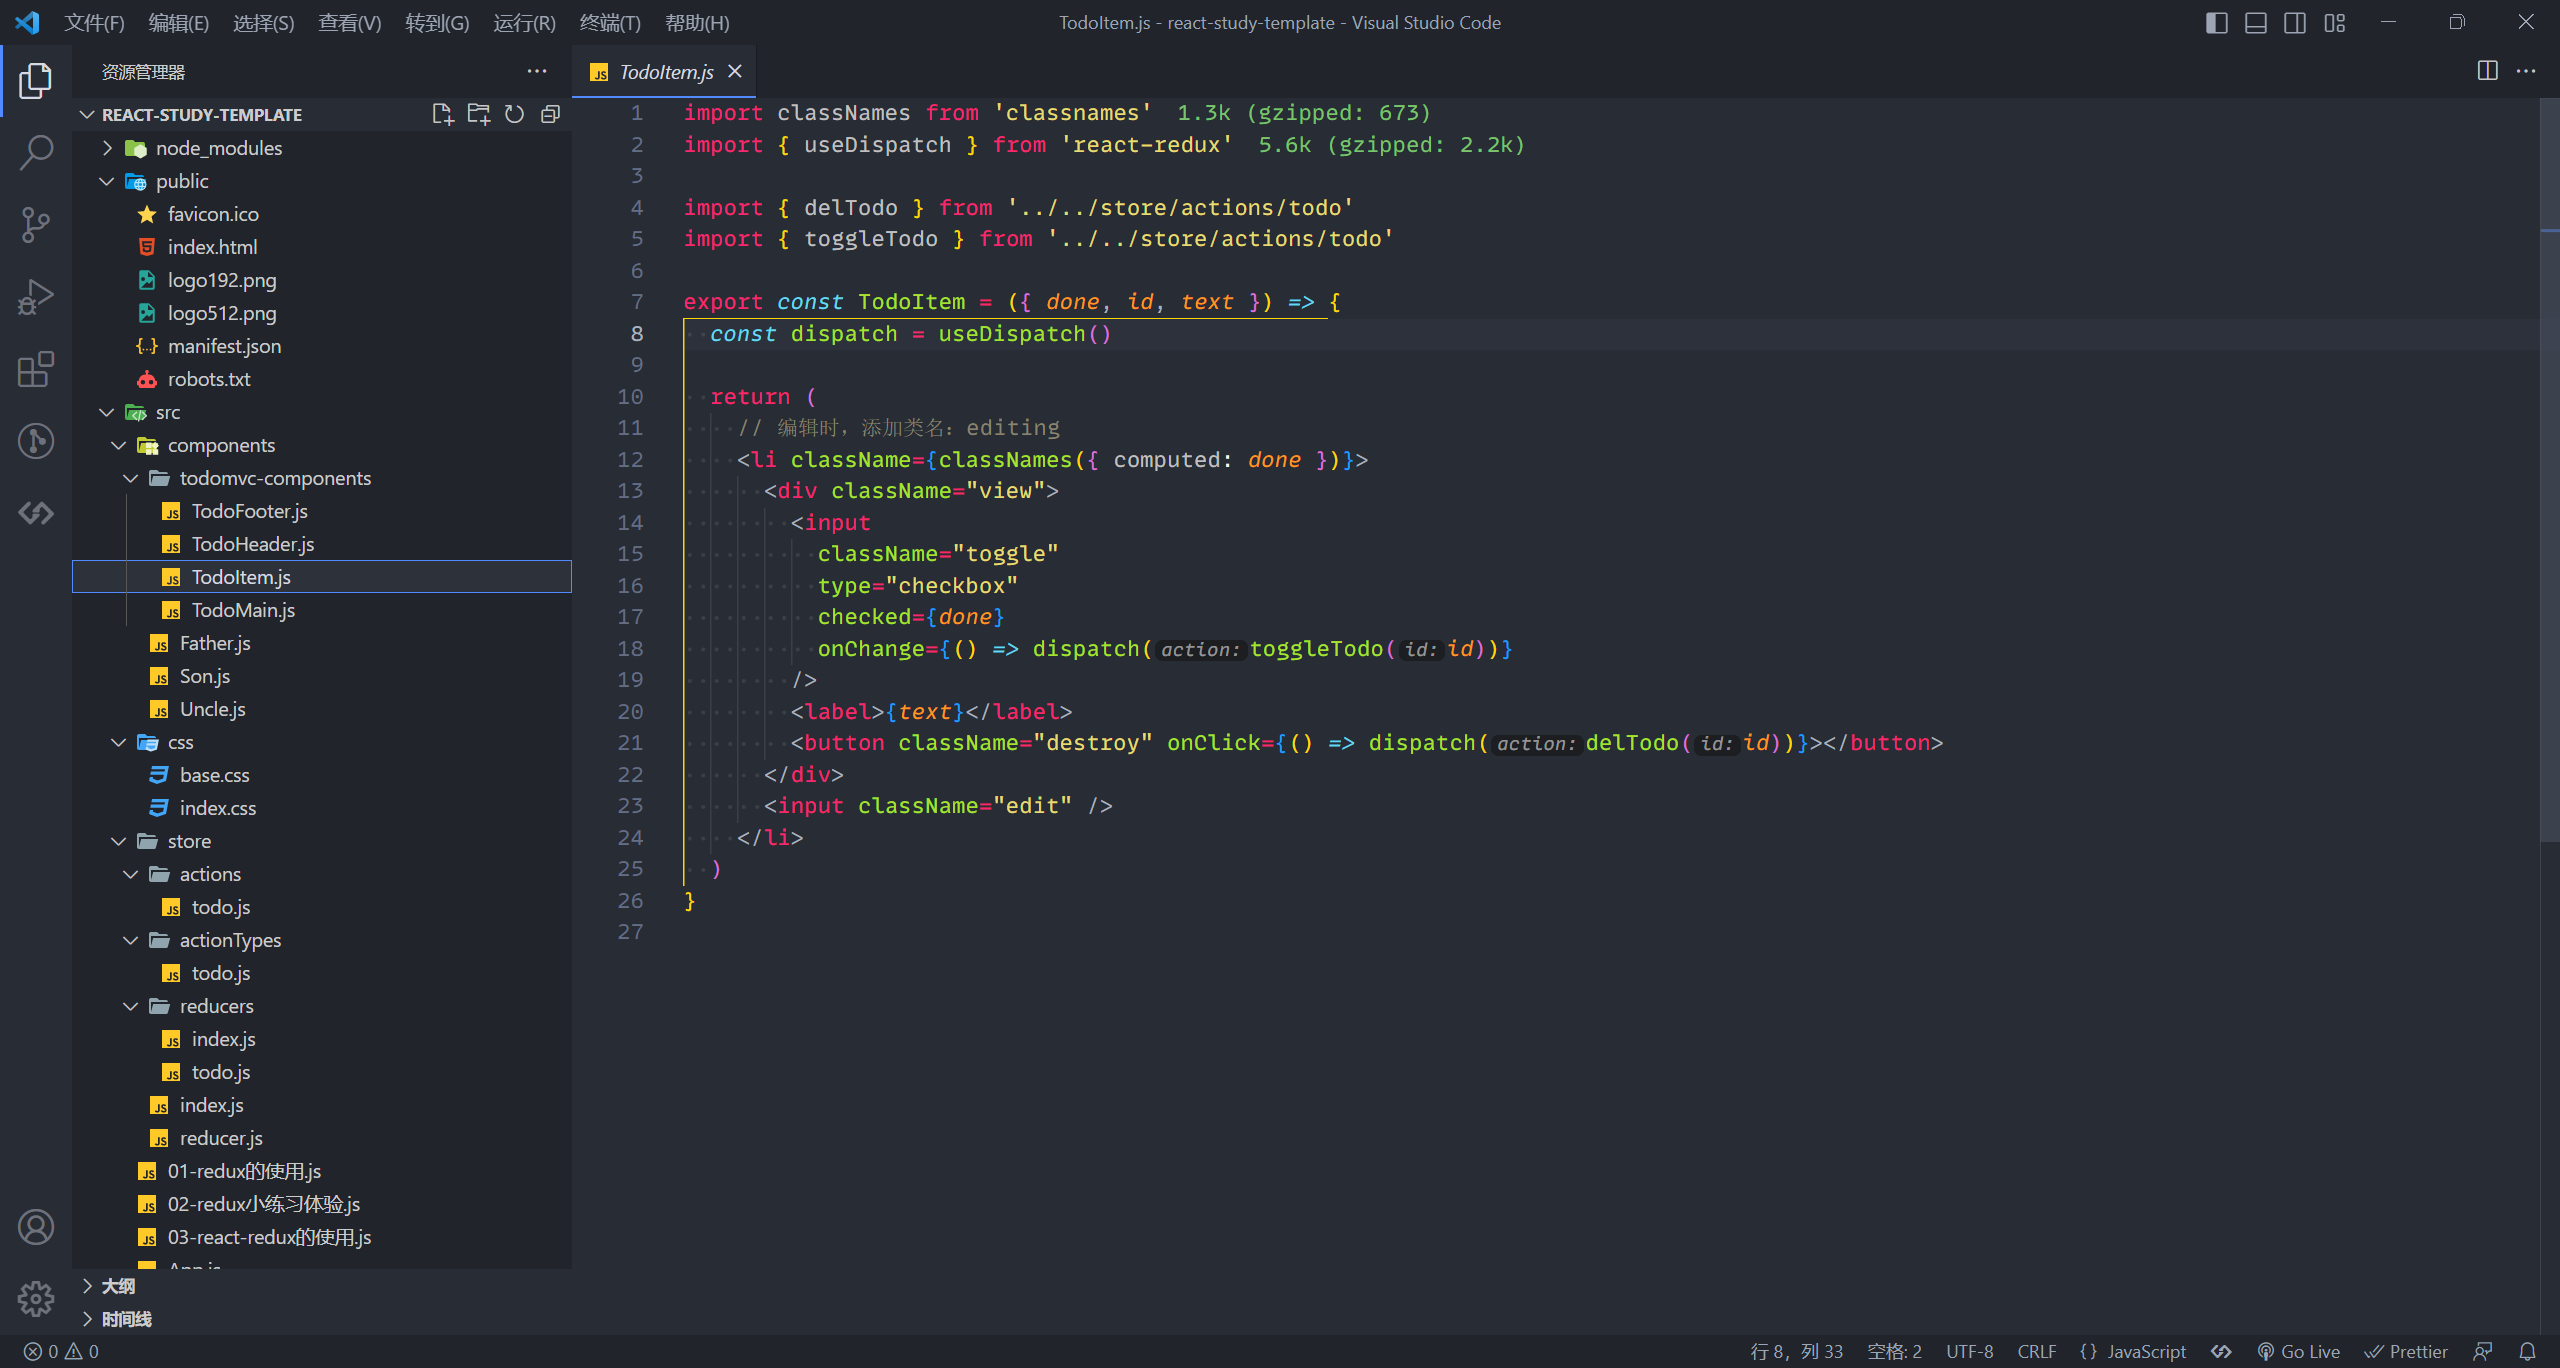 文件(F) 编辑(E) 选择(S) 查看(V) 转到(G) 运行(R) 终端(T) 帮助(H)
TodoItem.js - react-study-template - Visual Studio Code
资源管理器
REACT-STUDY-TEMPLATE
node_modules
public
favicon.ico
index.html
logo192.png
logo512.png
manifest.json
robots.txt
src
components
todomvc-components
TodoFooter.js
TodoHeader.js
TodoItem.js
TodoMain.js
Father.js
Son.js
Uncle.js
css
base.css
index.css
store
actions
todo.js
actionTypes
todo.js
reducers
index.js
todo.js
index.js
reducer.js
01-redux的使用.js
02-redux小练习体验.js
03-react-redux的使用.js
App.js
大纲
时间线
TodoItem.js
1 import classNames from 'classnames' 1.3k (gzipped: 673)
2 import { useDispatch } from 'react-redux' 5.6k (gzipped: 2.2k)
3
4 import { delTodo } from '../../store/actions/todo'
5 import { toggleTodo } from '../../store/actions/todo'
6
7 export const TodoItem = ({ done, id, text }) => {
8 const dispatch = useDispatch()
9
10 return (
11 // 编辑时，添加类名：editing
12 <li className={classNames({ computed: done })}>
13 <div className="view">
14 <input
15 className="toggle"
16 type="checkbox"
17 checked={done}
18 onChange={() => dispatch(action: toggleTodo(id: id))}
19 />
20 <label>{text}</label>
21 <button className="destroy" onClick={() => dispatch(action: delTodo(id: id))}></button>
22 </div>
23 <input className="edit" />
24 </li>
25 )
26 }
27
0 0
行 8，列 33 空格: 2 UTF-8 CRLF {} JavaScript Go Live Prettier